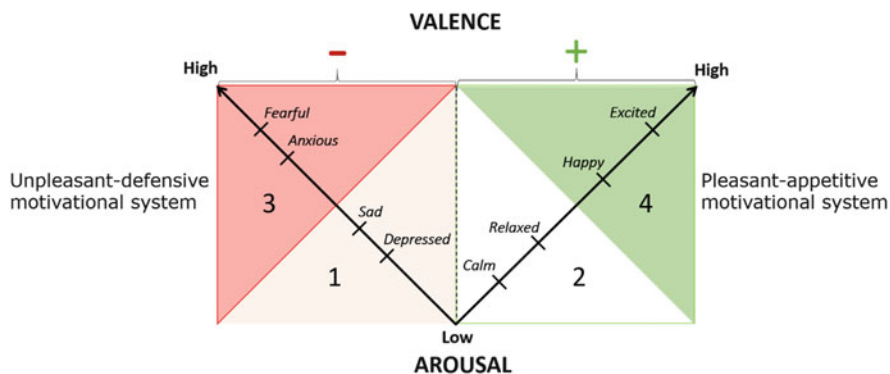 VALENCE
− +
High High
Fearful Excited
Anxious
Happy
Unpleasant-defensive Pleasant-appetitive
motivational system 3 4 motivational system
Sad Relaxed
Depressed
Calm
1 2
Low
AROUSAL